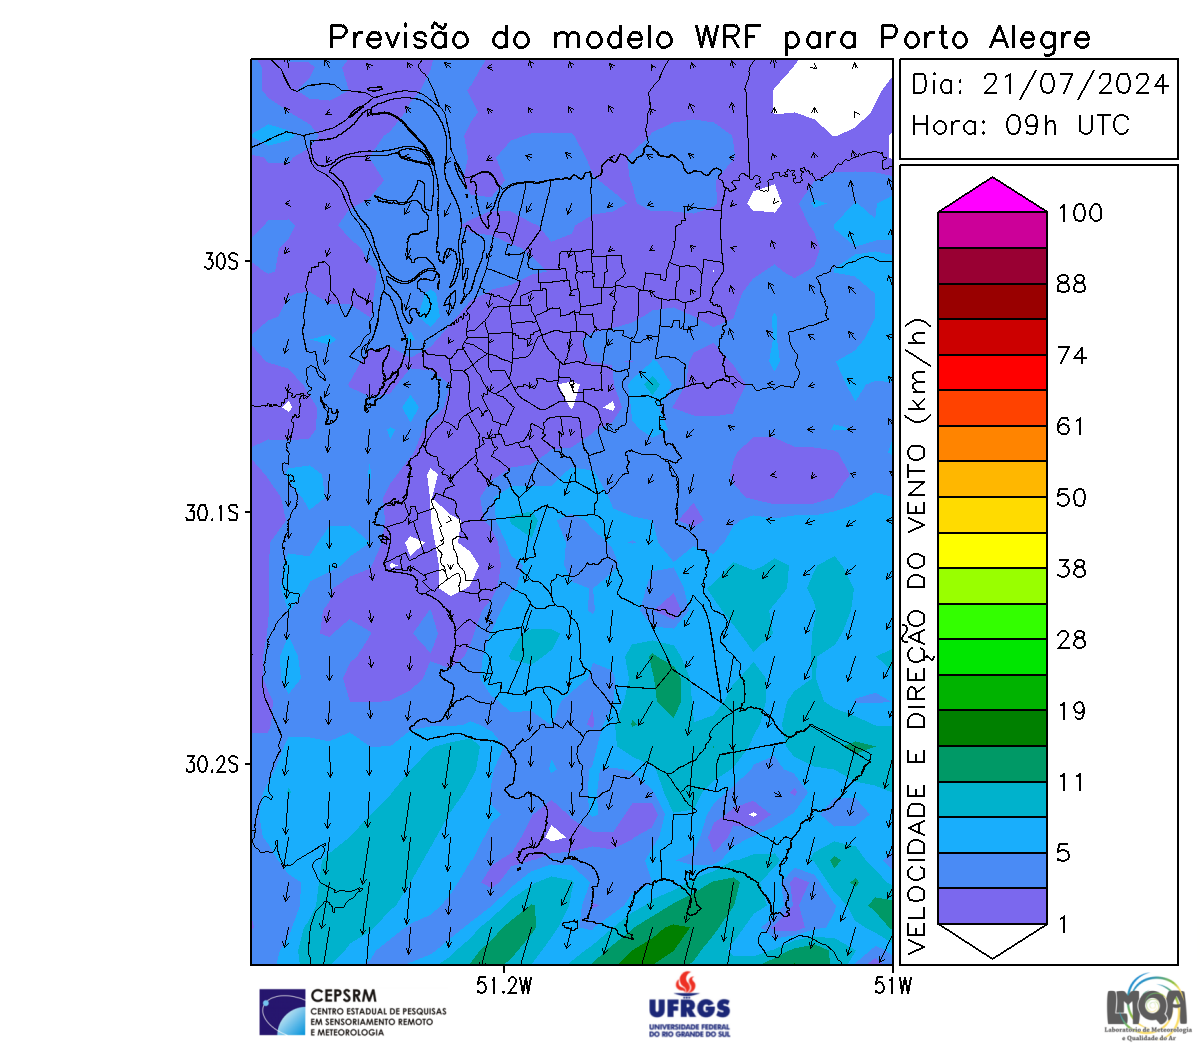 Previsão do modelo WRF para Porto Alegre
Dia: 21/07/2024
Hora: 09h UTC
100
88
74
61
50
38
28
19
11
5
1
VELOCIDADE E DIREÇÃO DO VENTO (km/h)
30S
30.1S
30.2S
51.2W
51W
CEPSRM
CENTRO ESTADUAL DE PESQUISAS
EM SENSORIAMENTO REMOTO
E METEOROLOGIA
UFRGS
UNIVERSIDADE FEDERAL
DO RIO GRANDE DO SUL
LMQA
Laboratório de Meteorologia
e Qualidade do Ar